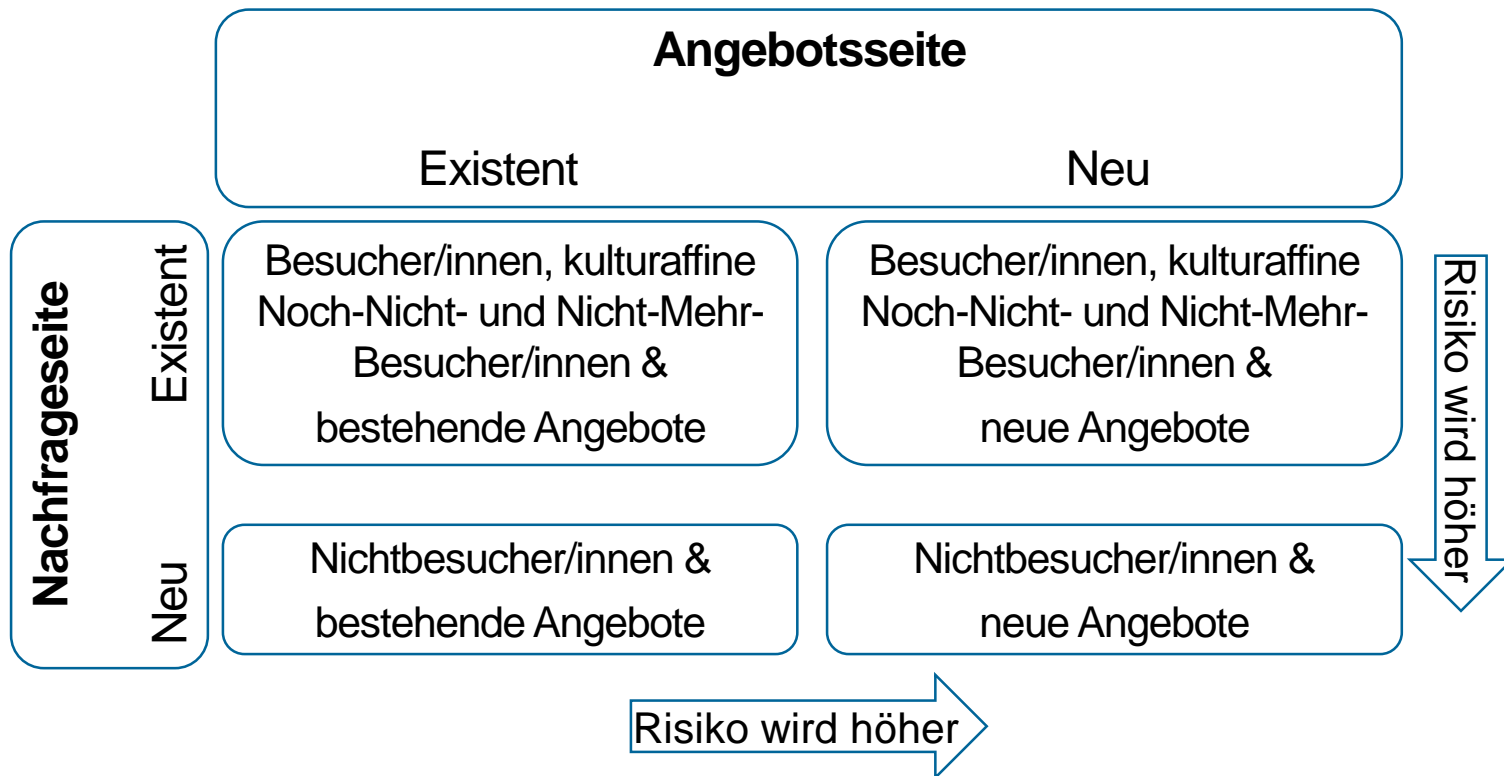 Angebotsseite
Existent
Neu
Nachfrageseite
Existent
Neu
Besucher/innen, kulturaffine
Noch-Nicht- und Nicht-Mehr-
Besucher/innen &
bestehende Angebote
Besucher/innen, kulturaffine
Noch-Nicht- und Nicht-Mehr-
Besucher/innen &
neue Angebote
Nichtbesucher/innen &
bestehende Angebote
Nichtbesucher/innen &
neue Angebote
Risiko wird höher
Risiko wird höher